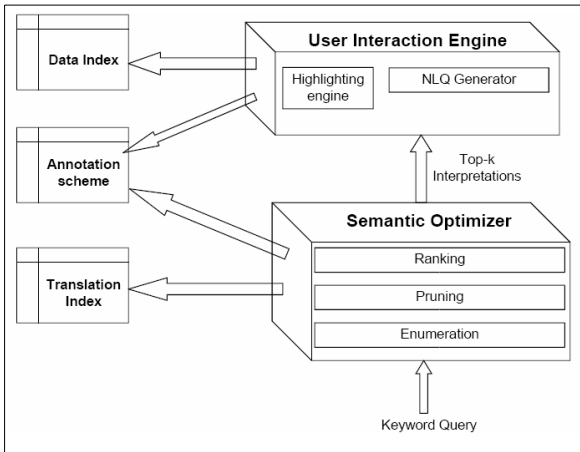 User Interaction Engine
Data Index
Highlighting
engine
NLQ Generator
Annotation
scheme
Top-k
Interpretations
Semantic Optimizer
Ranking
Translation
Index
Pruning
Enumeration
Keyword Query